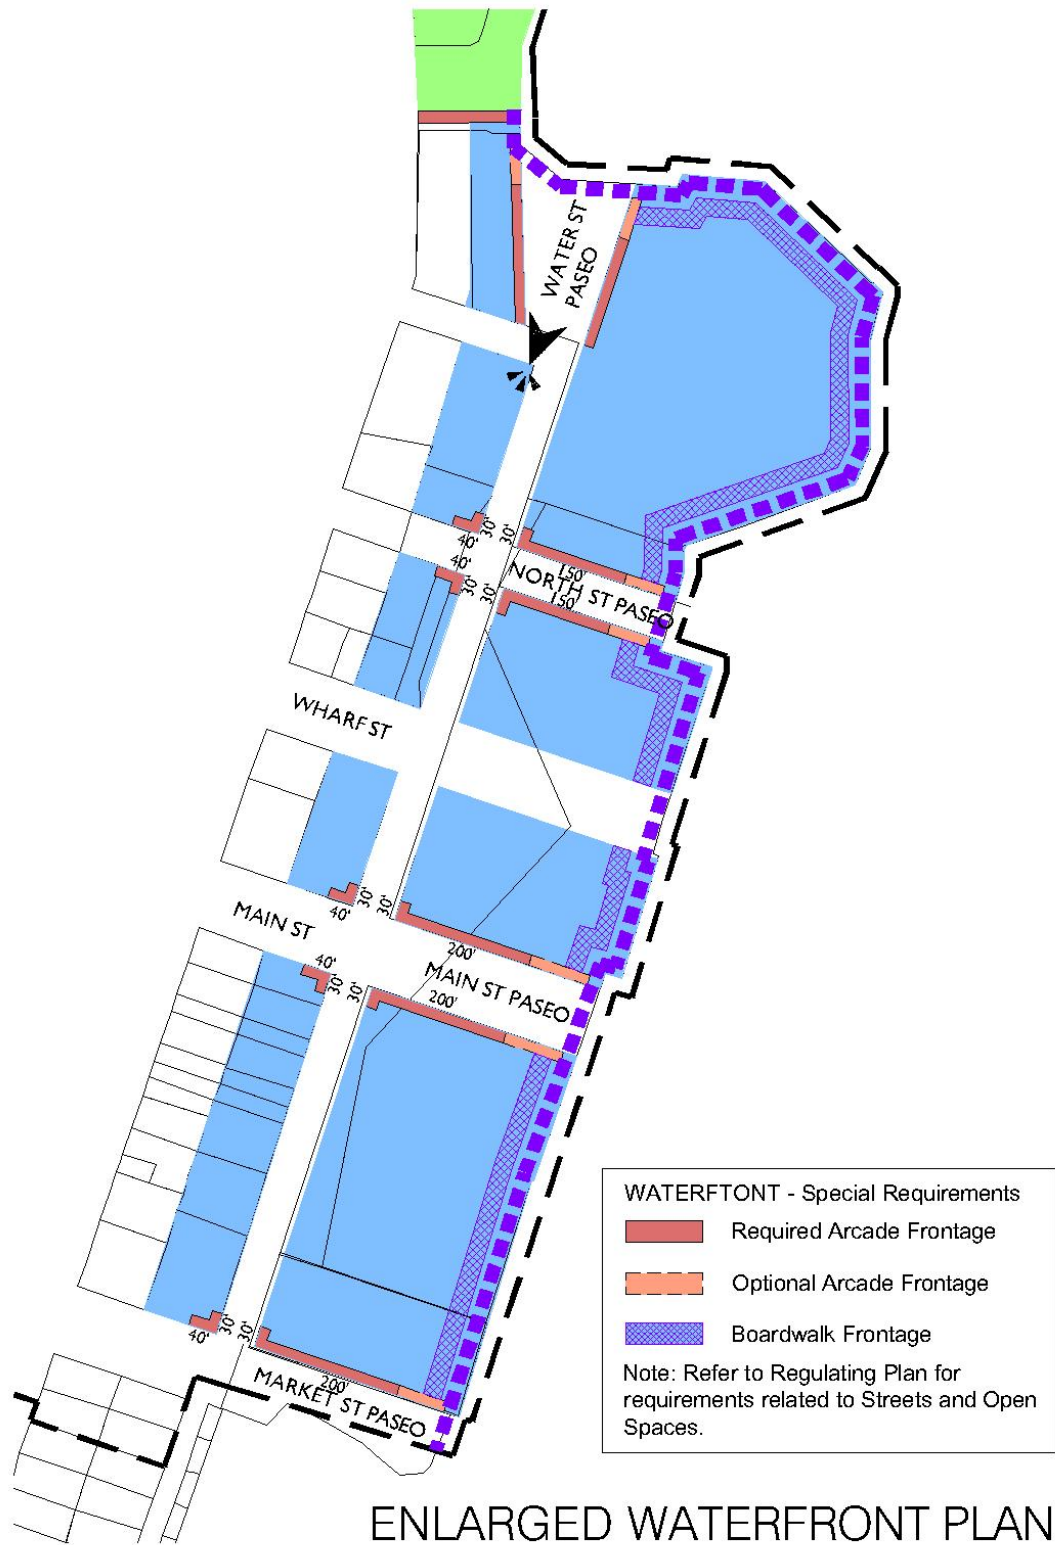 WATER ST
PASEO
40'
30'
30'
40'
30'
30'
150'
NORTH ST PASEO
150'
WHARF ST
40'
30'
30'
MAIN ST
200'
40'
30'
30'
MAIN ST PASEO
200'
40'
30'
30'
200'
MARKET ST PASEO
WATERFTONT - Special Requirements
Required Arcade Frontage
Optional Arcade Frontage
Boardwalk Frontage
Note: Refer to Regulating Plan for
requirements related to Streets and Open
Spaces.
ENLARGED WATERFRONT PLAN